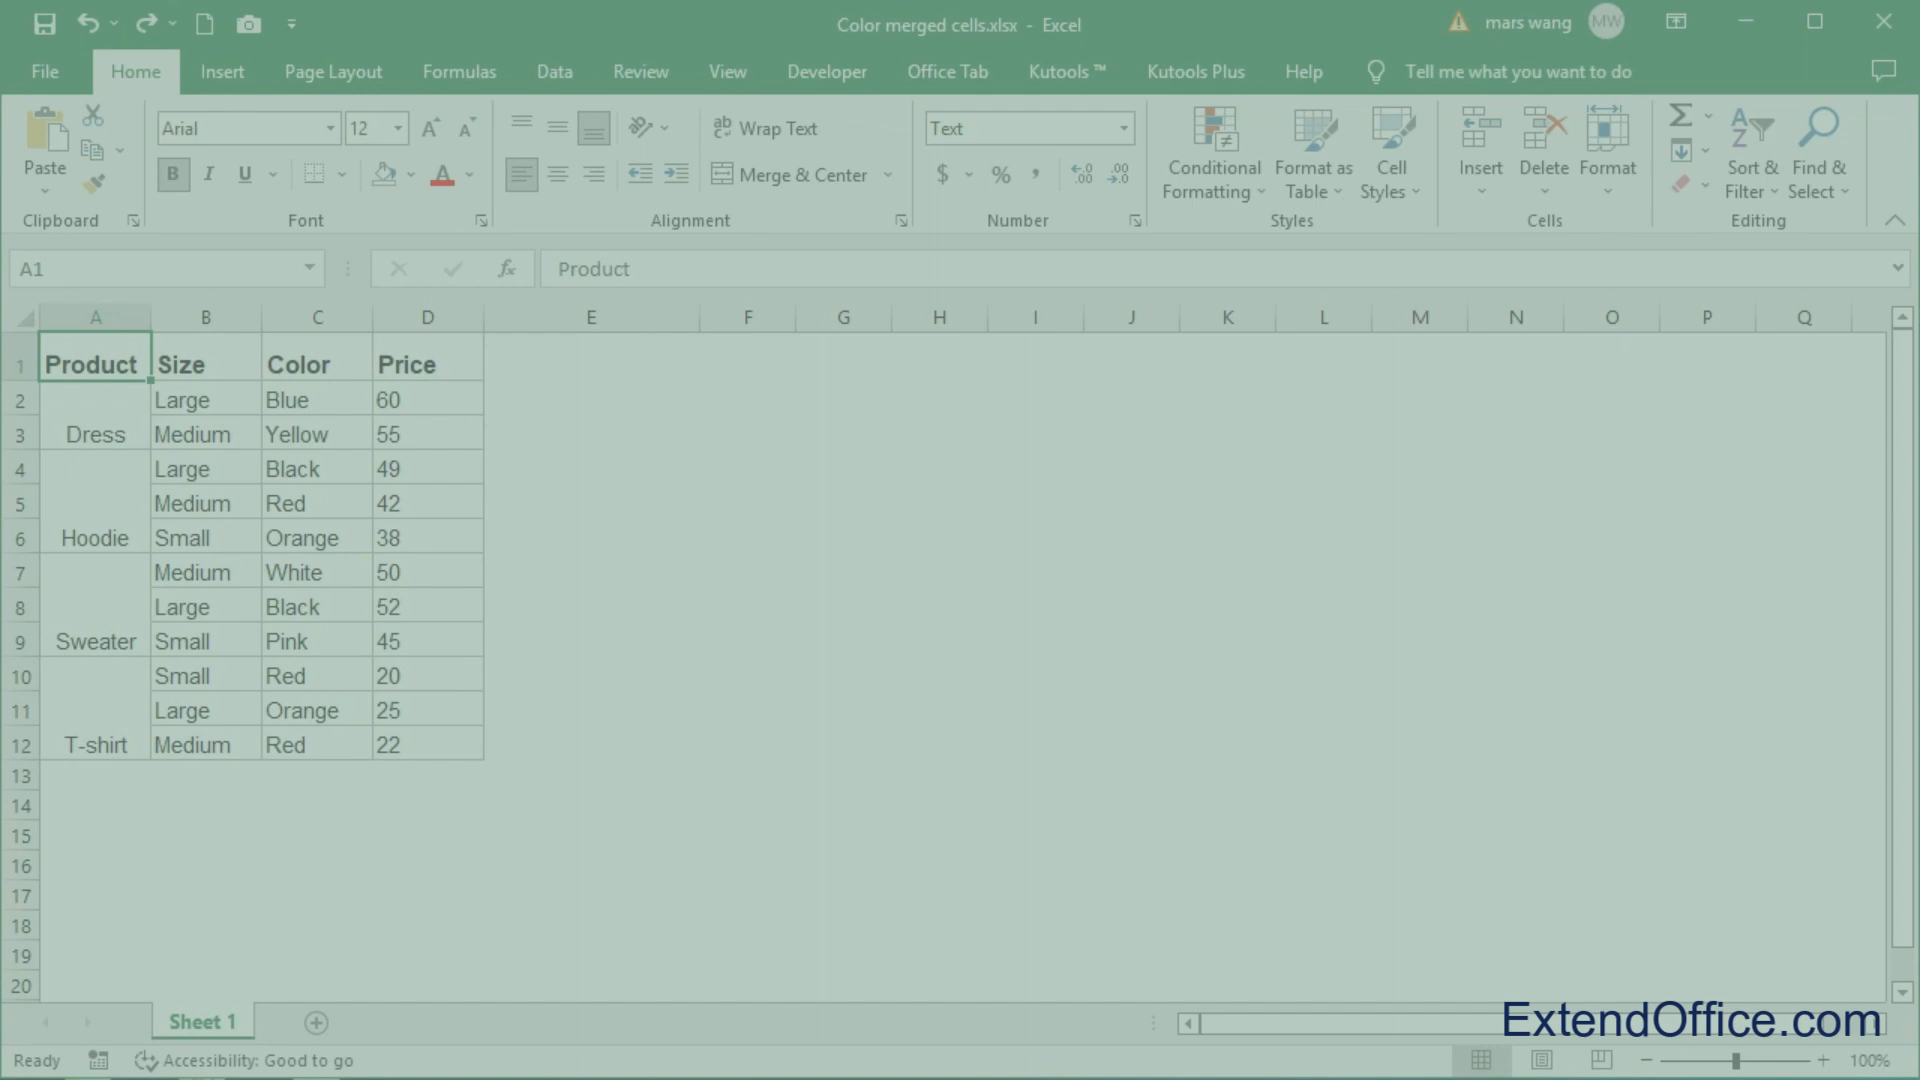 Color merged cells.xlsx - Excel
mars wang
MW
File Home Insert Page Layout Formulas Data Review View Developer Office Tab Kutools ™ Kutools Plus Help Tell me what you want to do
Paste
Clipboard
Arial 12
B I U A
Font
ab Wrap Text
Merge & Center
Alignment
Text
$ % ,
Number
Conditional Formatting
Format as Table
Cell Styles
Styles
Insert
Delete
Format
Cells
Sort & Filter
Find & Select
Editing
A1
fx
Product
A B C D E F G H I J K L M N O P Q
1 Product Size Color Price
2 Large Blue 60
3 Dress Medium Yellow 55
4 Large Black 49
5 Medium Red 42
6 Hoodie Small Orange 38
7 Medium White 50
8 Large Black 52
9 Sweater Small Pink 45
10 Small Red 20
11 Large Orange 25
12 T-shirt Medium Red 22
13
14
15
16
17
18
19
20
Sheet 1
ExtendOffice.com
Ready Accessibility: Good to go 100%